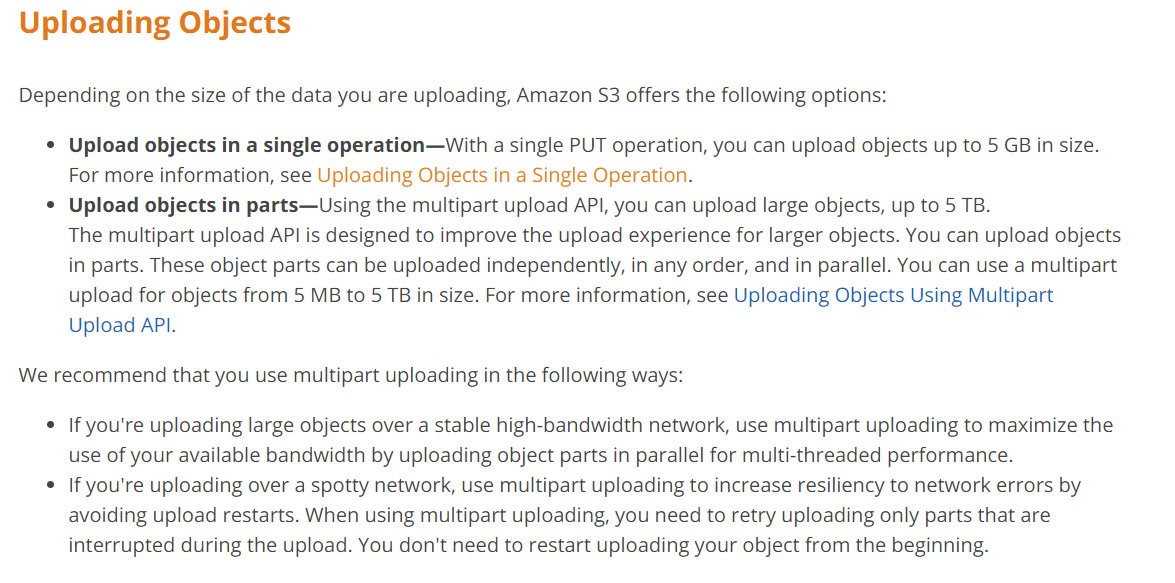 Uploading Objects
Depending on the size of the data you are uploading, Amazon S3 offers the following options:
• Upload objects in a single operation—With a single PUT operation, you can upload objects up to 5 GB in size.
For more information, see Uploading Objects in a Single Operation.
• Upload objects in parts—Using the multipart upload API, you can upload large objects, up to 5 TB.
The multipart upload API is designed to improve the upload experience for larger objects. You can upload objects
in parts. These object parts can be uploaded independently, in any order, and in parallel. You can use a multipart
upload for objects from 5 MB to 5 TB in size. For more information, see Uploading Objects Using Multipart
Upload API.
We recommend that you use multipart uploading in the following ways:
• If you're uploading large objects over a stable high-bandwidth network, use multipart uploading to maximize the
use of your available bandwidth by uploading object parts in parallel for multi-threaded performance.
• If you're uploading over a spotty network, use multipart uploading to increase resiliency to network errors by
avoiding upload restarts. When using multipart uploading, you need to retry uploading only parts that are
interrupted during the upload. You don't need to restart uploading your object from the beginning.